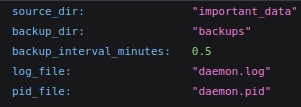 source_dir: "important_data"
backup_dir: "backups"
backup_interval_minutes: 0.5
log_file: "daemon.log"
pid_file: "daemon.pid"